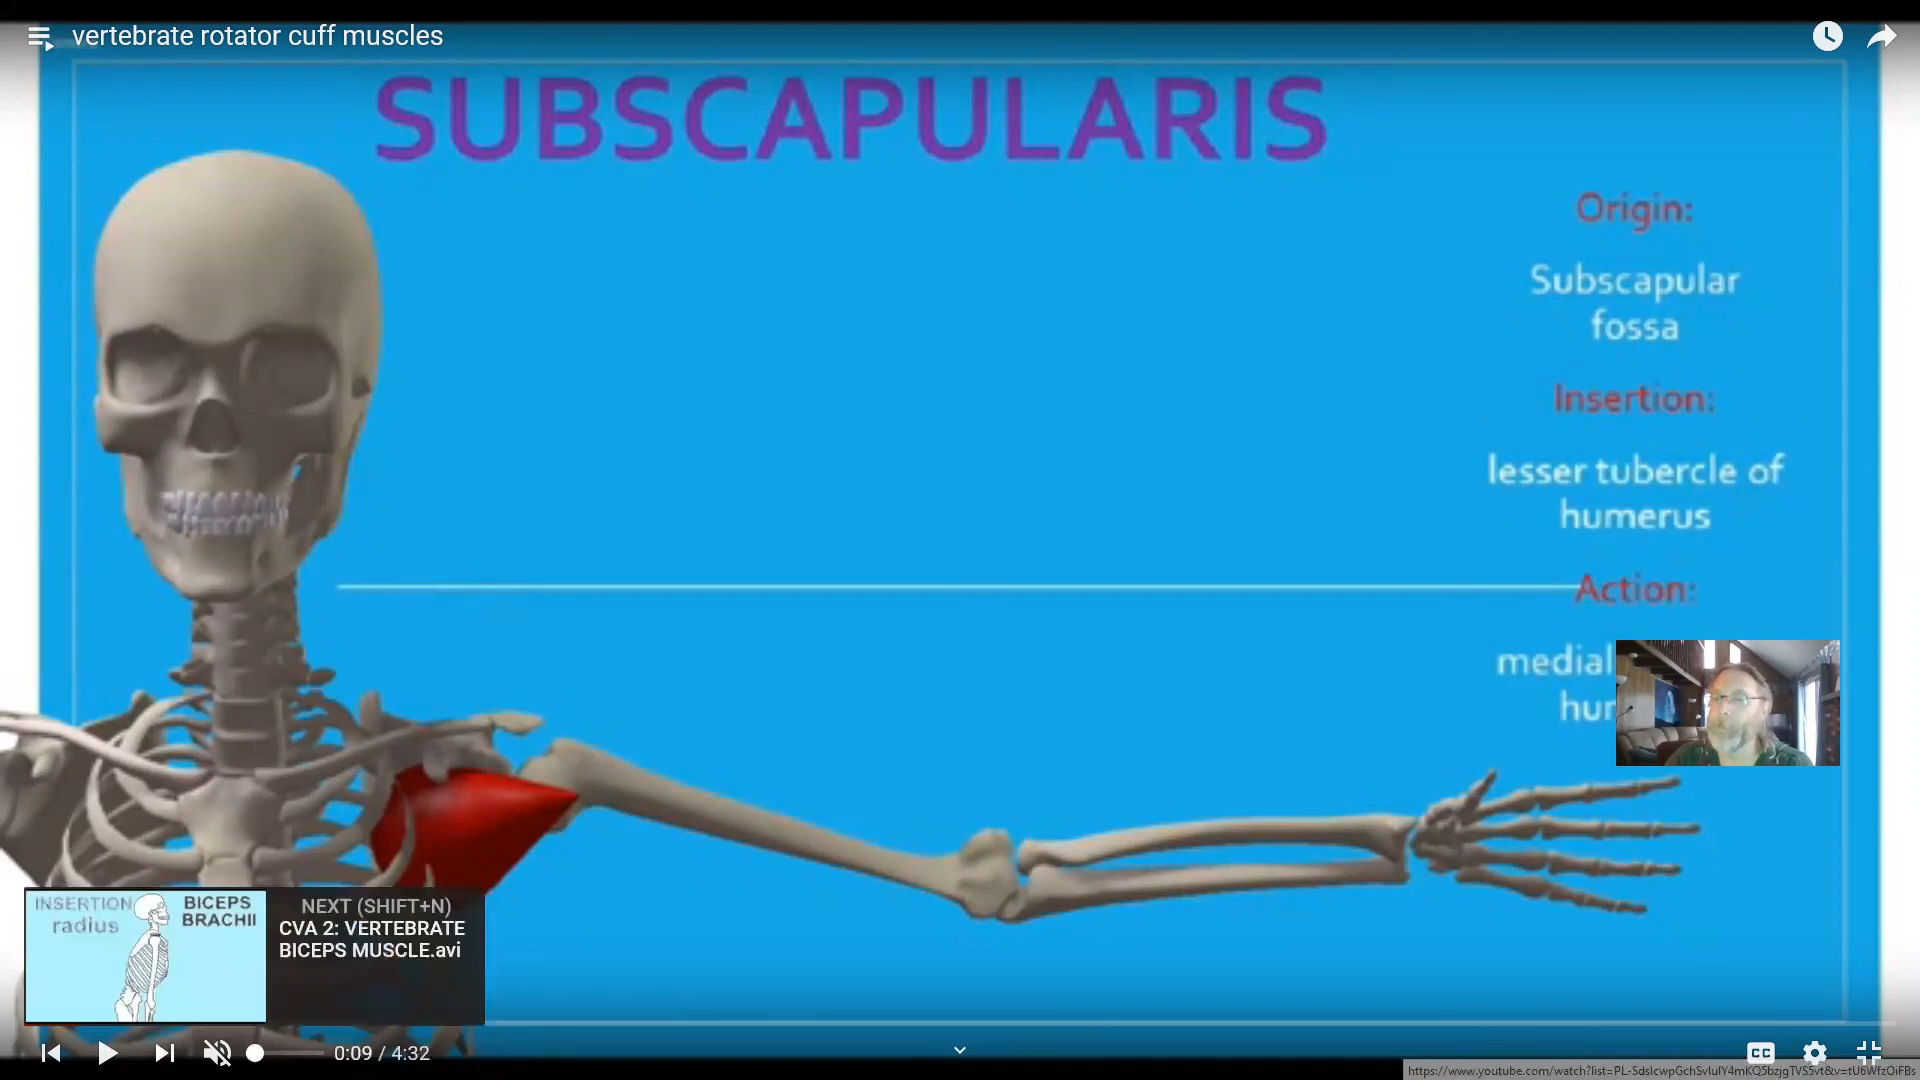 vertebrate rotator cuff muscles
SUBSCAPULARIS
Origin:
Subscapular
fossa
Insertion:
lesser tubercle of
humerus
Action:
medial
INSERTION
radius
BICEPS
BRACHII
NEXT (SHIFT+N)
CVA 2: VERTEBRATE
BICEPS MUSCLE.avi
0:09 / 4:32
CC